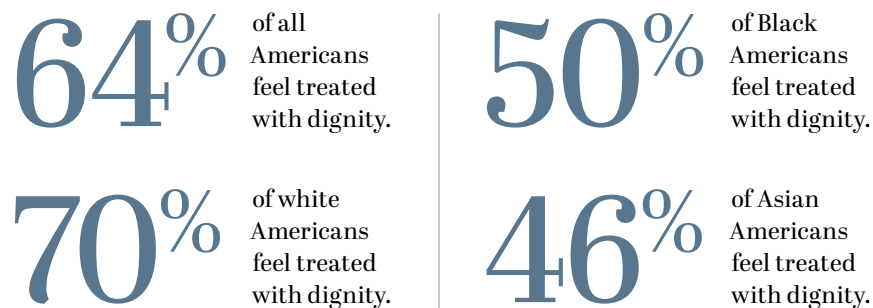 64% of all
Americans
feel treated
with dignity.
50% of Black
Americans
feel treated
with dignity.
70% of white
Americans
feel treated
with dignity.
46% of Asian
Americans
feel treated
with dignity.